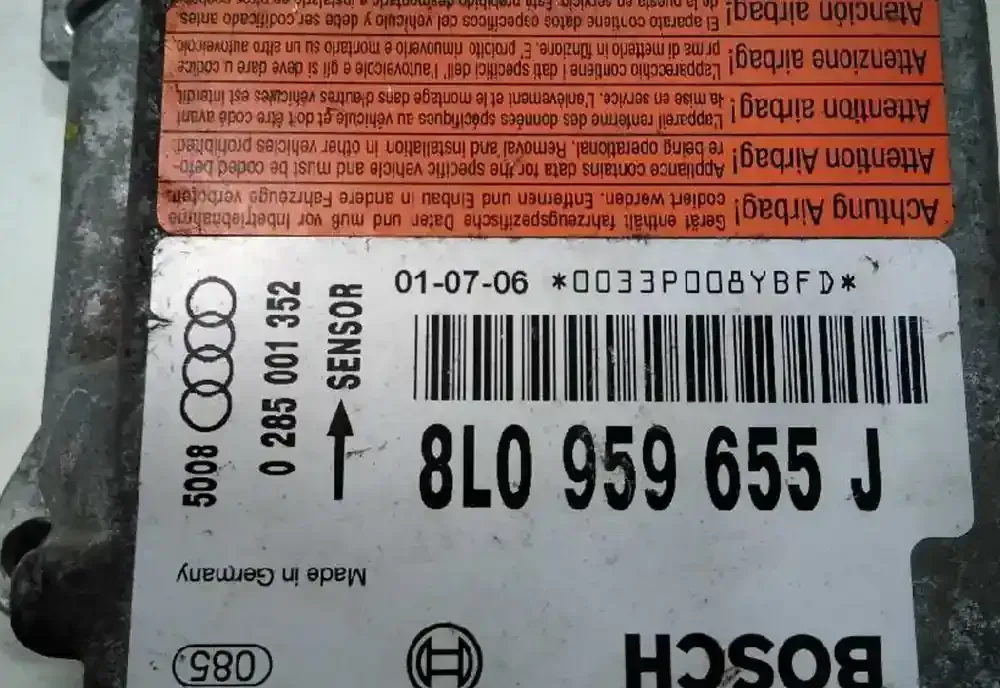 Achtung Airbag!
Gerät enthält fahrzeugspezifische Daten und muß vor Inbetriebnahme
codiert werden. Entfernen und Einbau in andere Fahrzeuge verboten.
Attention Airbag!
Appliance contains data for the specific vehicle and must be coded befo-
re being operational. Removal and installation in other vehicles prohibited.
Attention airbag!
L'appareil renferme des données spécifiques au véhicule et doit être codé avant
la mise en service. L'enlèvement et le montage dans d'autres véhicules est interdit.
Attenzione airbag!
L'apparecchio contiene i dati specifici dell'autoveicolo e gli si deve dare u codice
prima di metterlo in funzione. E' proibito rimuoverlo e montarlo su un altro autoveicolo.
Atención airbag!
El aparato contiene datos específicos del vehículo y debe ser codificado antes
01-07-06 *0033P008YBFD*
8L0 959 655 J
5008
0 285 001 352
SENSOR
Made in Germany
BOSCH
085